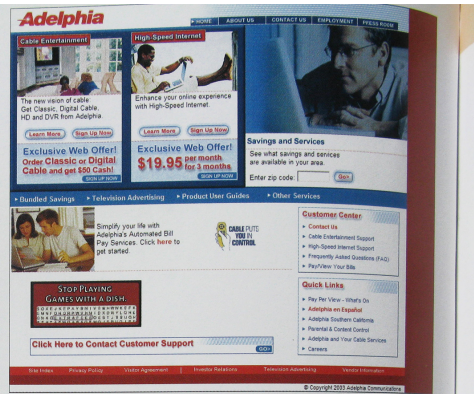 Adelphia
HOME ABOUT US CONTACT US EMPLOYMENT PRESS ROOM
Cable Entertainment
The new vision of cable
Get Classic, Digital Cable,
HD and DVR from Adelphia
Learn More Sign Up Now
Exclusive Web Offer!
Order Classic or Digital
Cable and get $50 Cash!
SIGN UP NOW
High-Speed Internet
Enhance your online experience
with High-Speed Internet.
Learn More Sign Up Now
Exclusive Web Offer!
$19.95 per month
for 3 months
SIGN UP NOW
Savings and Services
See what savings and services
are available in your area.
Enter zip code: Go
Bundled Savings Television Advertising Product User Guides Other Services
Simplify your life with
Adelphia's Automated Bill
Pay Services. Click here to
get started.
CABLE PUTS
YOU IN
CONTROL
Customer Center
Contact Us
Cable Entertainment Support
High-Speed Internet Support
Frequently Asked Questions (FAQ)
Pay/View Your Bills
STOP PLAYING
GAMES WITH A DISH.
Quick Links
Pay Per View - What's On
Adelphia en Español
Adelphia Southern California
Parental & Content Control
Adelphia and Your Cable Services
Careers
Click Here to Contact Customer Support GO
Site Index Privacy Policy Visitor Agreement Investor Relations Television Advertising Vendor Information
© Copyright 2003 Adelphia Communications